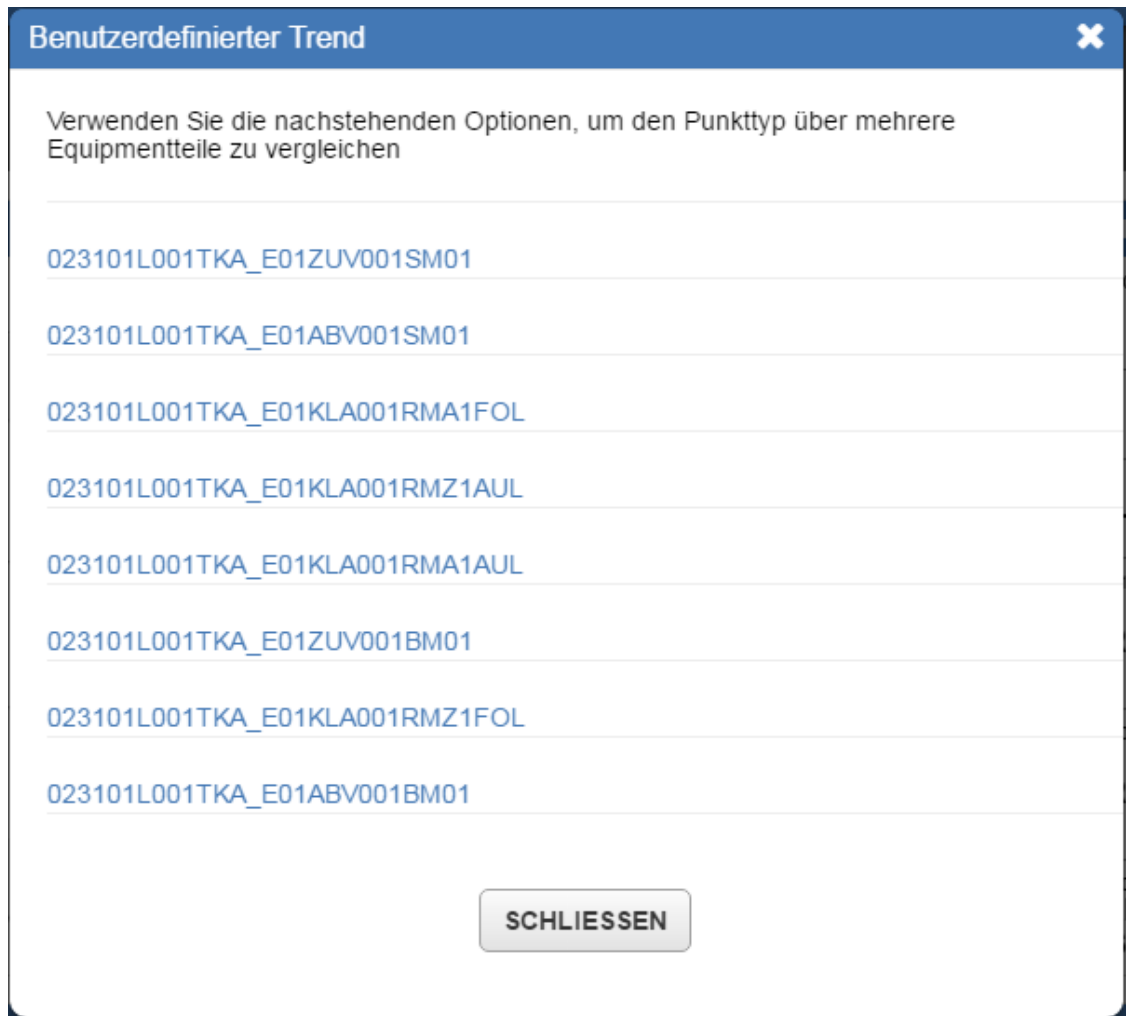 Benutzerdefinierter Trend
Verwenden Sie die nachstehenden Optionen, um den Punkttyp über mehrere
Equipmentteile zu vergleichen
023101L001TKA_E01ZUV001SM01
023101L001TKA_E01ABV001SM01
023101L001TKA_E01KLA001RMA1FOL
023101L001TKA_E01KLA001RMZ1AUL
023101L001TKA_E01KLA001RMA1AUL
023101L001TKA_E01ZUV001BM01
023101L001TKA_E01KLA001RMZ1FOL
023101L001TKA_E01ABV001BM01
SCHLIESSEN